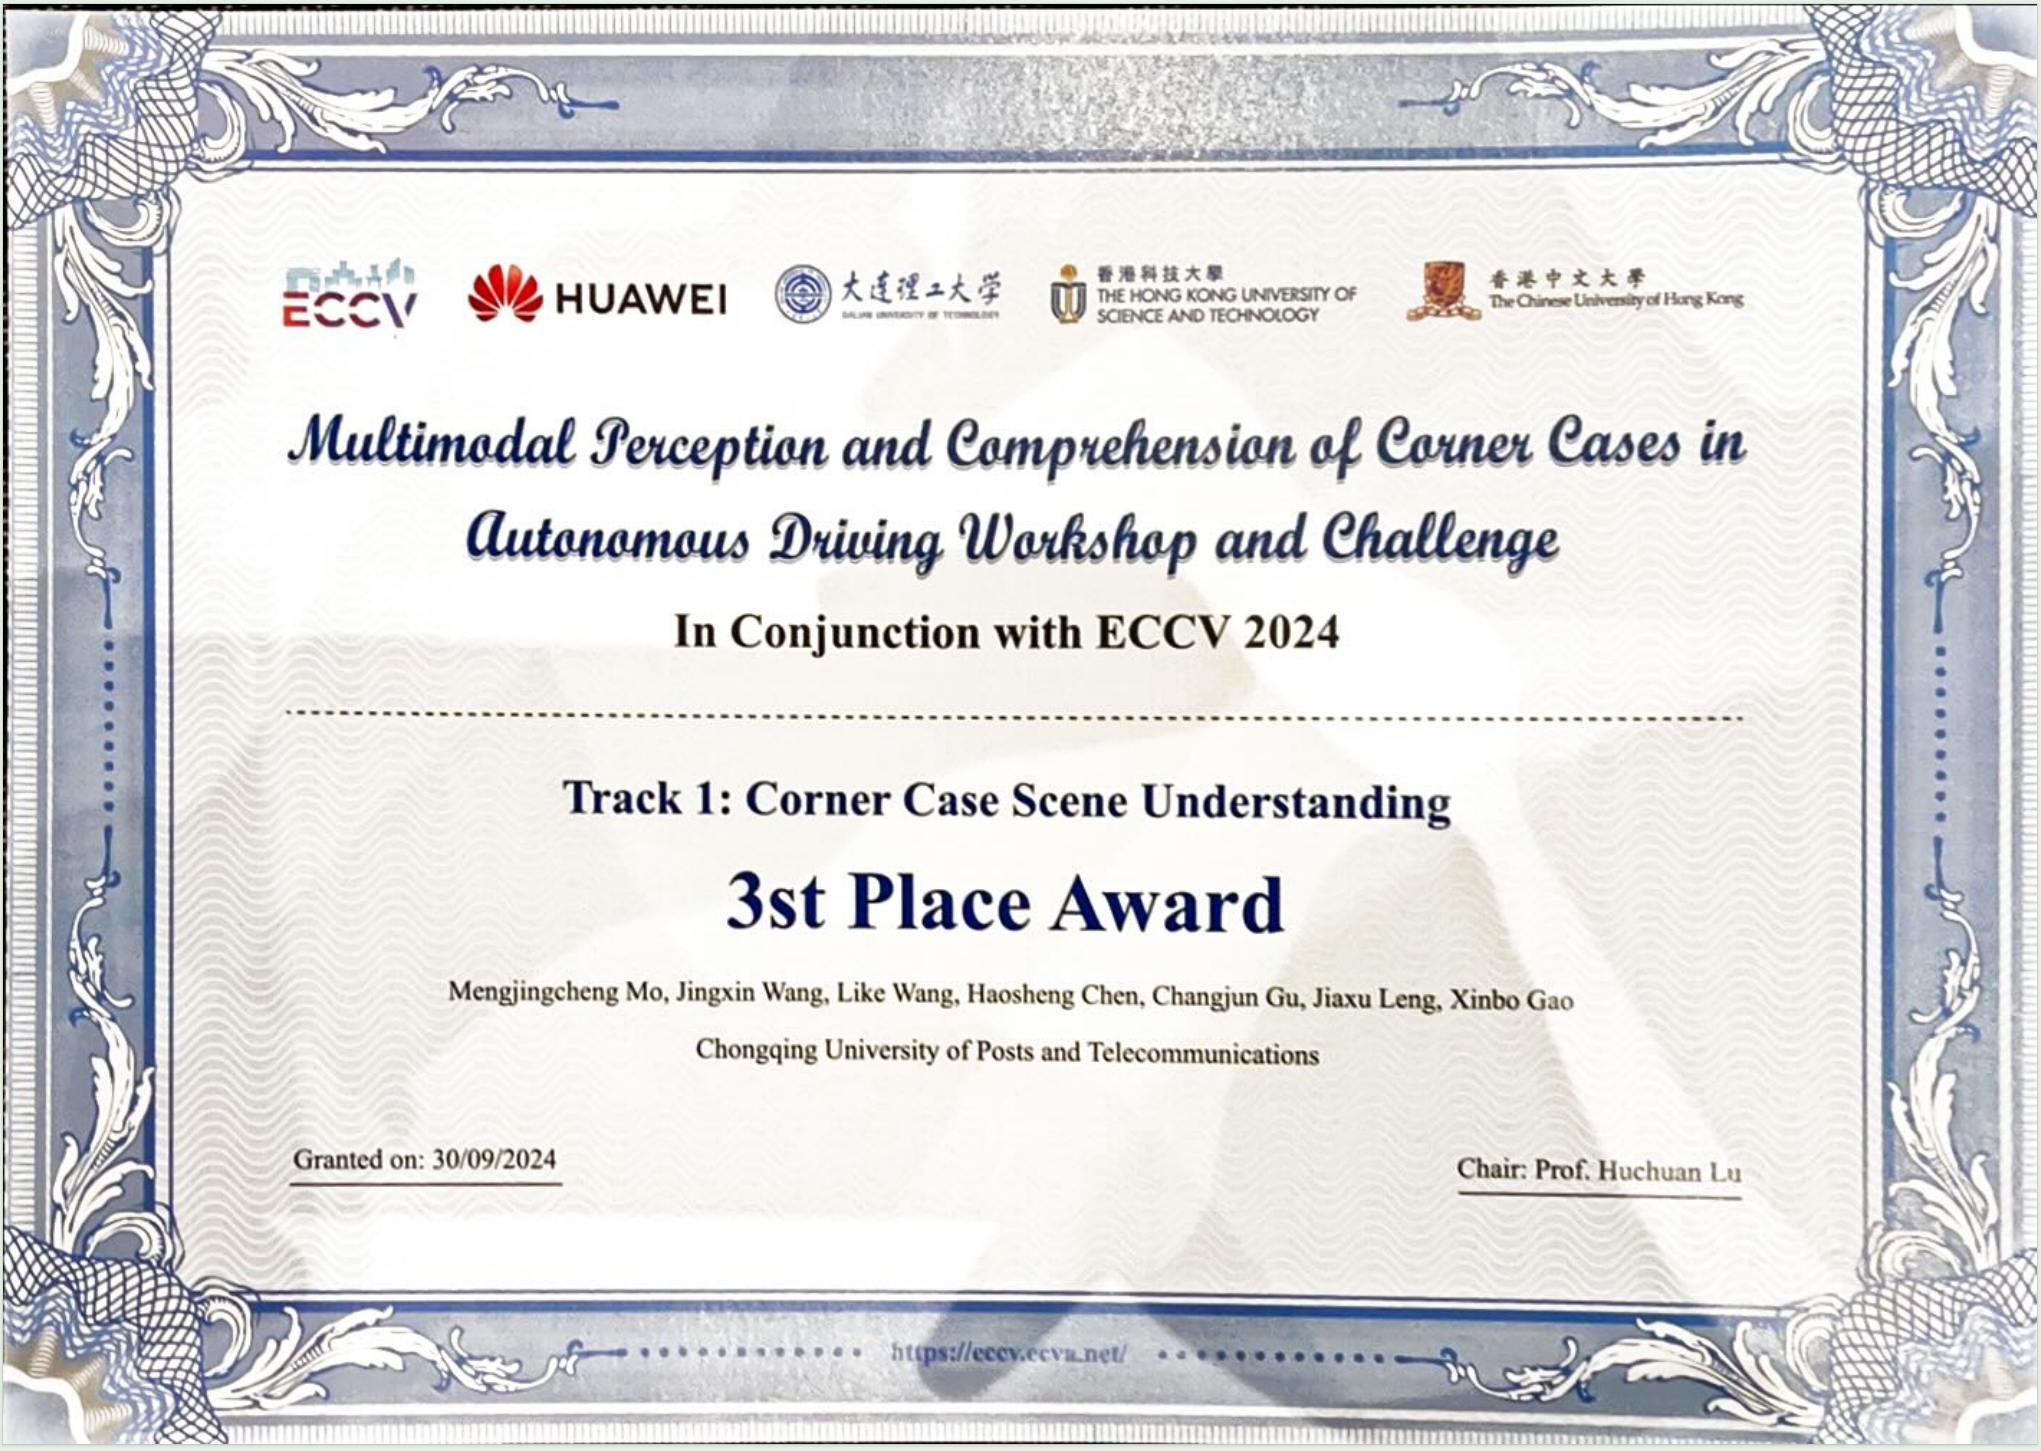 ECCV
HUAWEI
大连理工大学
DALIAN UNIVERSITY OF TECHNOLOGY
香港科技大學
THE HONG KONG UNIVERSITY OF
SCIENCE AND TECHNOLOGY
香港中文大學
The Chinese University of Hong Kong
Multimodal Perception and Comprehension of Corner Cases in
Autonomous Driving Workshop and Challenge
In Conjunction with ECCV 2024
Track 1: Corner Case Scene Understanding
3st Place Award
Mengjingcheng Mo, Jingxin Wang, Like Wang, Haosheng Chen, Changjun Gu, Jiaxu Leng, Xinbo Gao
Chongqing University of Posts and Telecommunications
Granted on: 30/09/2024
Chair: Prof. Huchuan Lu
https://eccv.ecva.net/